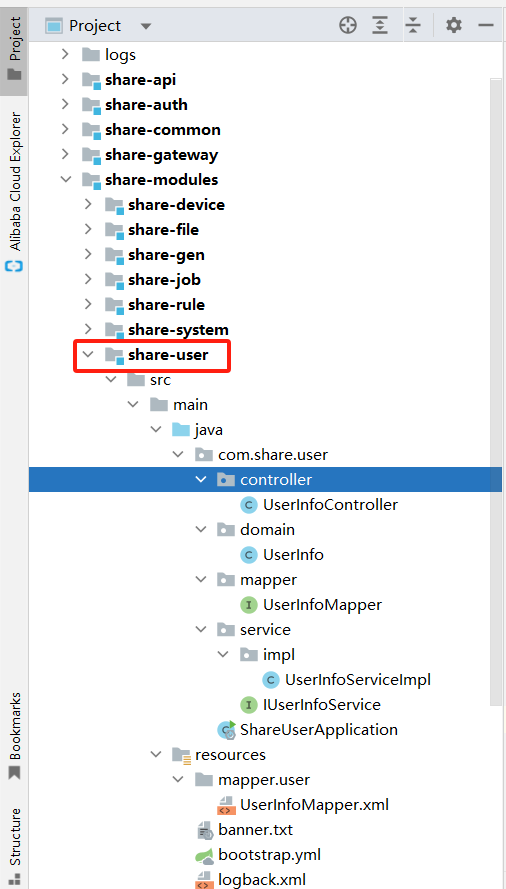 Project
Project
logs
share-api
share-auth
share-common
share-gateway
share-modules
share-device
share-file
share-gen
share-job
share-rule
share-system
share-user
src
main
java
com.share.user
controller
C UserInfoController
domain
C UserInfo
mapper
I UserInfoMapper
service
impl
C UserInfoServiceImpl
I IUserInfoService
C ShareUserApplication
resources
mapper.user
UserInfoMapper.xml
banner.txt
bootstrap.yml
logback.xml
Alibaba Cloud Explorer
Bookmarks
Structure